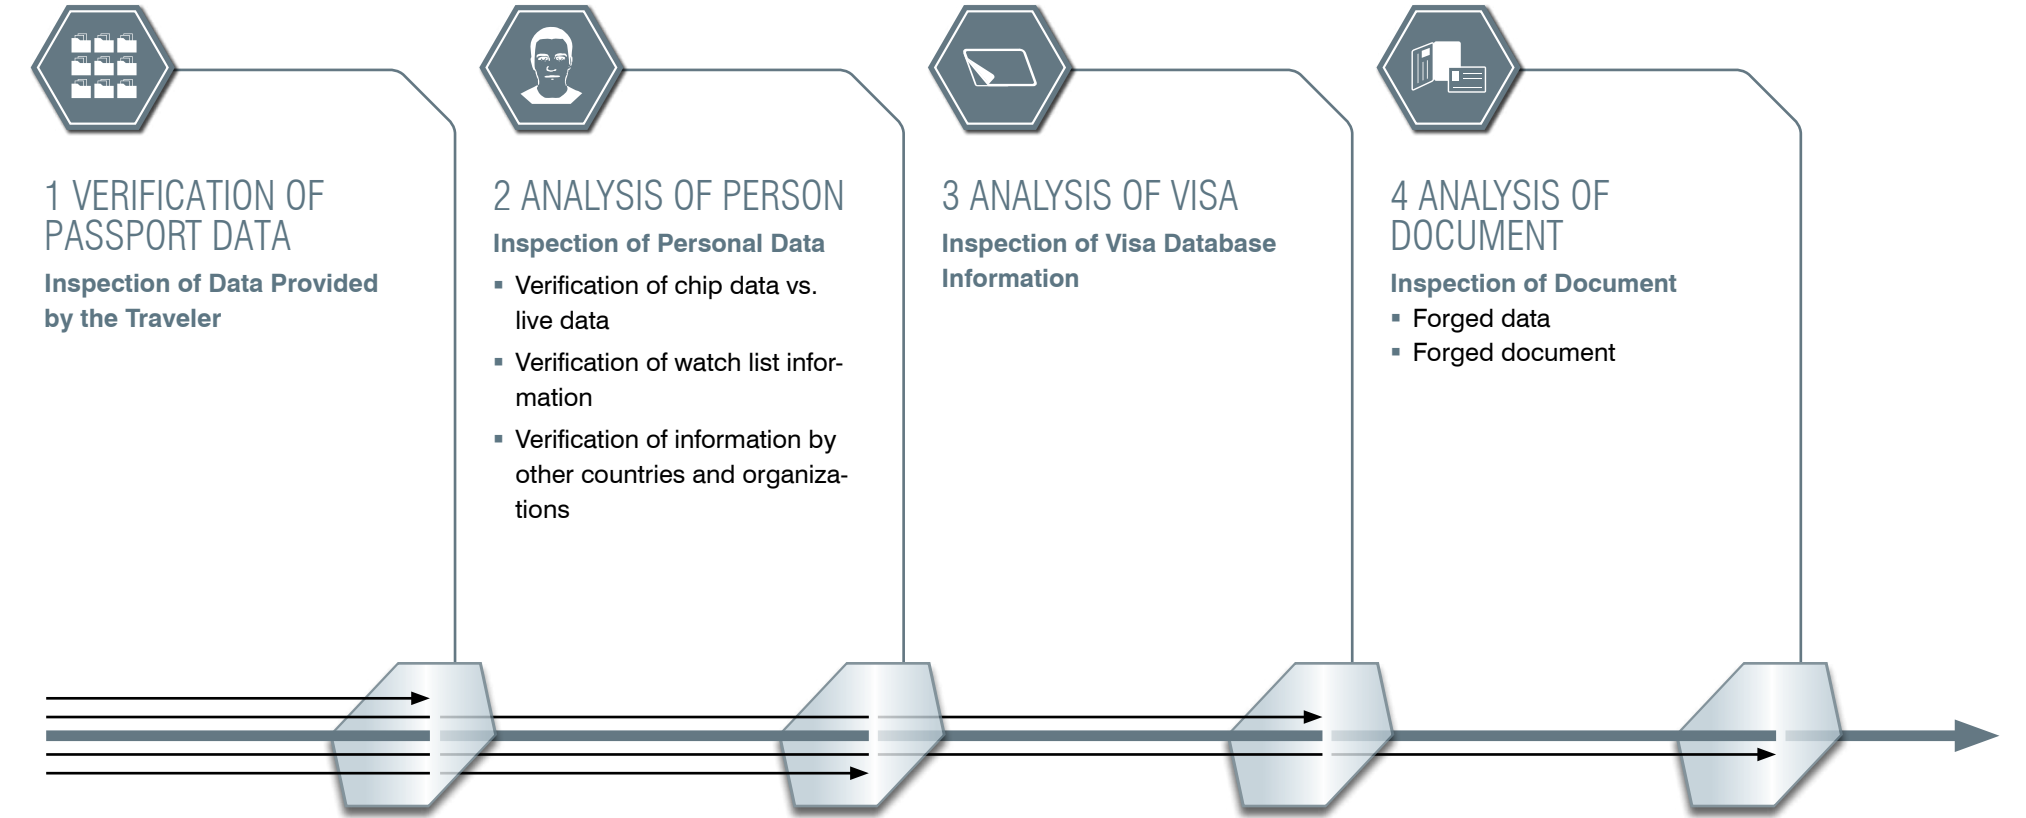 1 VERIFICATION OF
PASSPORT DATA
Inspection of Data Provided
by the Traveler
2 ANALYSIS OF PERSON
Inspection of Personal Data
▪ Verification of chip data vs.
live data
▪ Verification of watch list infor-
mation
▪ Verification of information by
other countries and organiza-
tions
3 ANALYSIS OF VISA
Inspection of Visa Database
Information
4 ANALYSIS OF
DOCUMENT
Inspection of Document
▪ Forged data
▪ Forged document